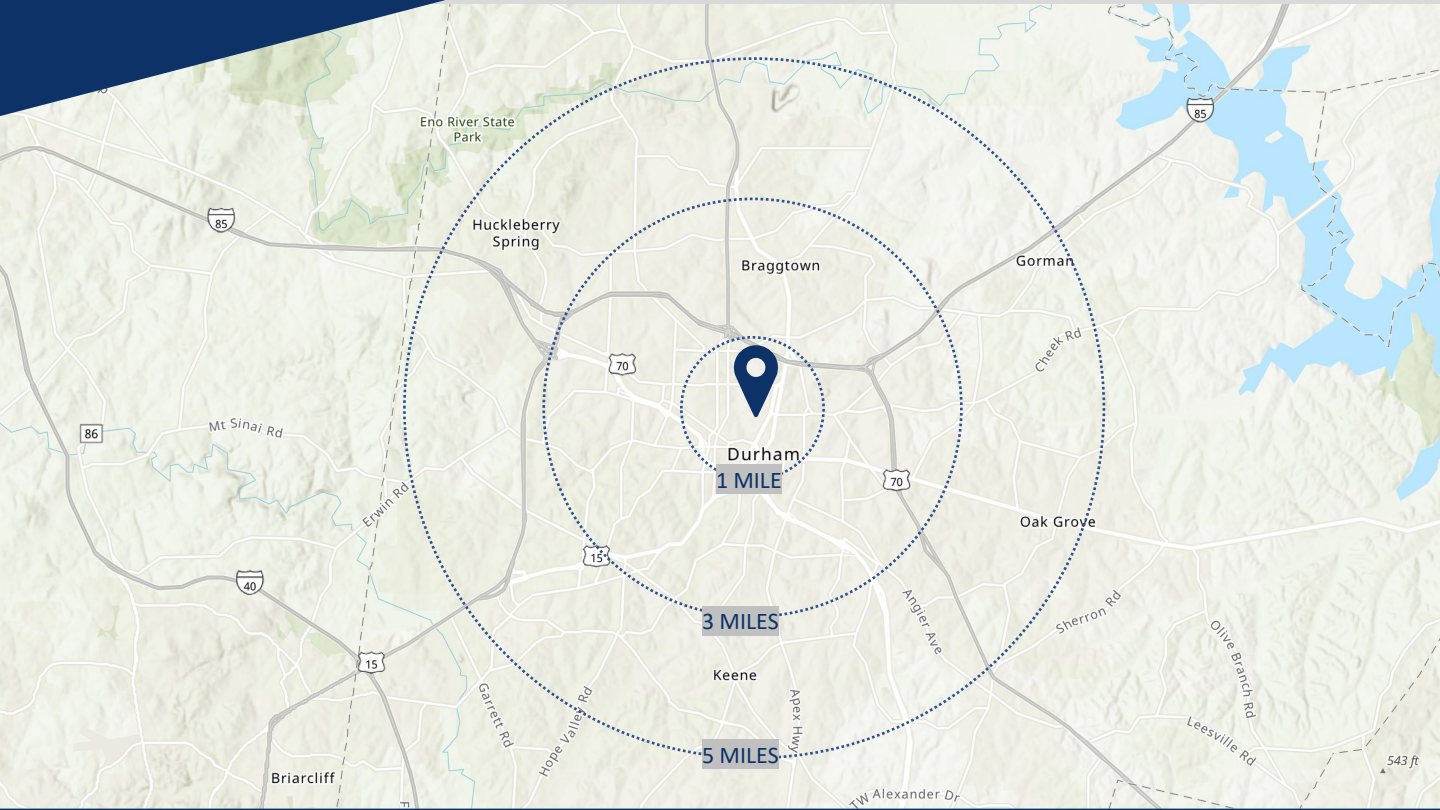 85
Eno River State
Park
85
Huckleberry
Spring
Braggtown
Gorman
Cheek Rd
70
86
Mt Sinai Rd
Durham
1 MILE
70
Erwin Rd
Oak Grove
15
40
Angier Ave
Sherron Rd
3 MILES
Olive Branch Rd
15
Keene
Garrett Rd
Hope Valley Rd
Apex Hwy
Leesville Rd
5 MILES
543 ft
Briarcliff
TW Alexander Dr